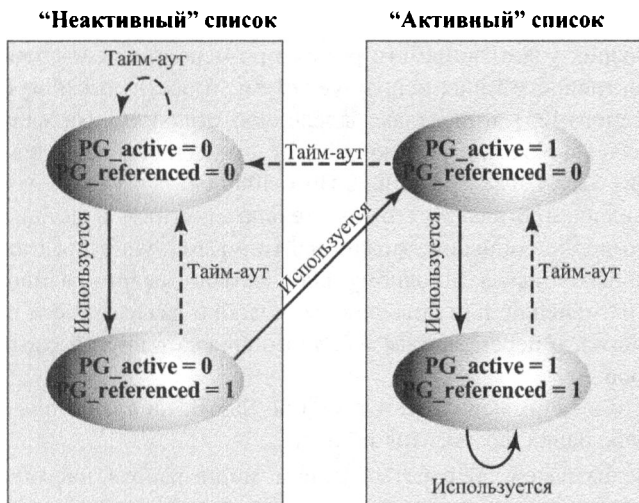 “Неактивный” список
“Активный” список
Тайм-аут
PG_active = 0
PG_referenced = 0
Тайм-аут
PG_active = 1
PG_referenced = 0
Используется
Тайм-аут
Используется
Используется
Тайм-аут
PG_active = 0
PG_referenced = 1
PG_active = 1
PG_referenced = 1
Используется